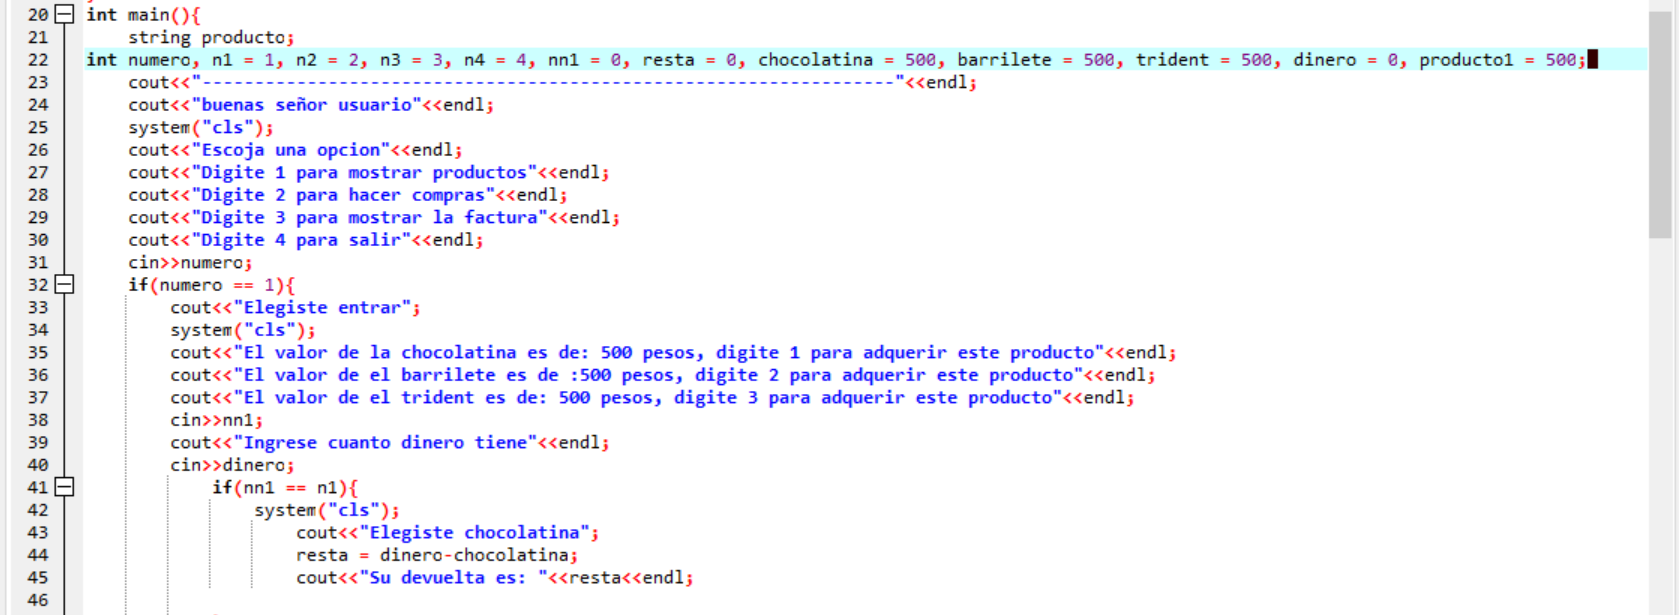 20 int main(){
21 string producto;
22 int numero, n1 = 1, n2 = 2, n3 = 3, n4 = 4, nn1 = 0, resta = 0, chocolatina = 500, barrilete = 500, trident = 500, dinero = 0, producto1 = 500;
23 cout<<"------------------------------------------------------------------"<<endl;
24 cout<<"buenas señor usuario"<<endl;
25 system("cls");
26 cout<<"Escoja una opcion"<<endl;
27 cout<<"Digite 1 para mostrar productos"<<endl;
28 cout<<"Digite 2 para hacer compras"<<endl;
29 cout<<"Digite 3 para mostrar la factura"<<endl;
30 cout<<"Digite 4 para salir"<<endl;
31 cin>>numero;
32 if(numero == 1){
33 cout<<"Elegiste entrar";
34 system("cls");
35 cout<<"El valor de la chocolatina es de: 500 pesos, digite 1 para adquerir este producto"<<endl;
36 cout<<"El valor de el barrilete es de :500 pesos, digite 2 para adquerir este producto"<<endl;
37 cout<<"El valor de el trident es de: 500 pesos, digite 3 para adquerir este producto"<<endl;
38 cin>>nn1;
39 cout<<"Ingrese cuanto dinero tiene"<<endl;
40 cin>>dinero;
41 if(nn1 == n1){
42 system("cls");
43 cout<<"Elegiste chocolatina";
44 resta = dinero-chocolatina;
45 cout<<"Su devuelta es: "<<resta<<endl;
46